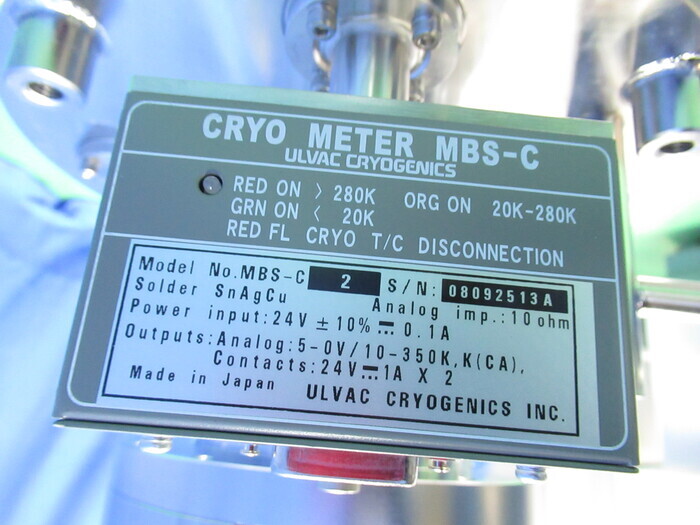 CRYO METER MBS-C
ULVAC CRYOGENICS
RED ON > 280K ORG ON 20K-280K
GRN ON < 20K
RED FL CRYO T/C DISCONNECTION
Model No.MBS-C 2 S/N: 08092513A
Solder SnAgCu Analog imp.:10ohm
Power input:24V ±10% ⎓ 0.1A
Outputs:Analog:5-0V/10-350K,K(CA),
Contacts:24V⎓1A X 2
Made in Japan ULVAC CRYOGENICS INC.